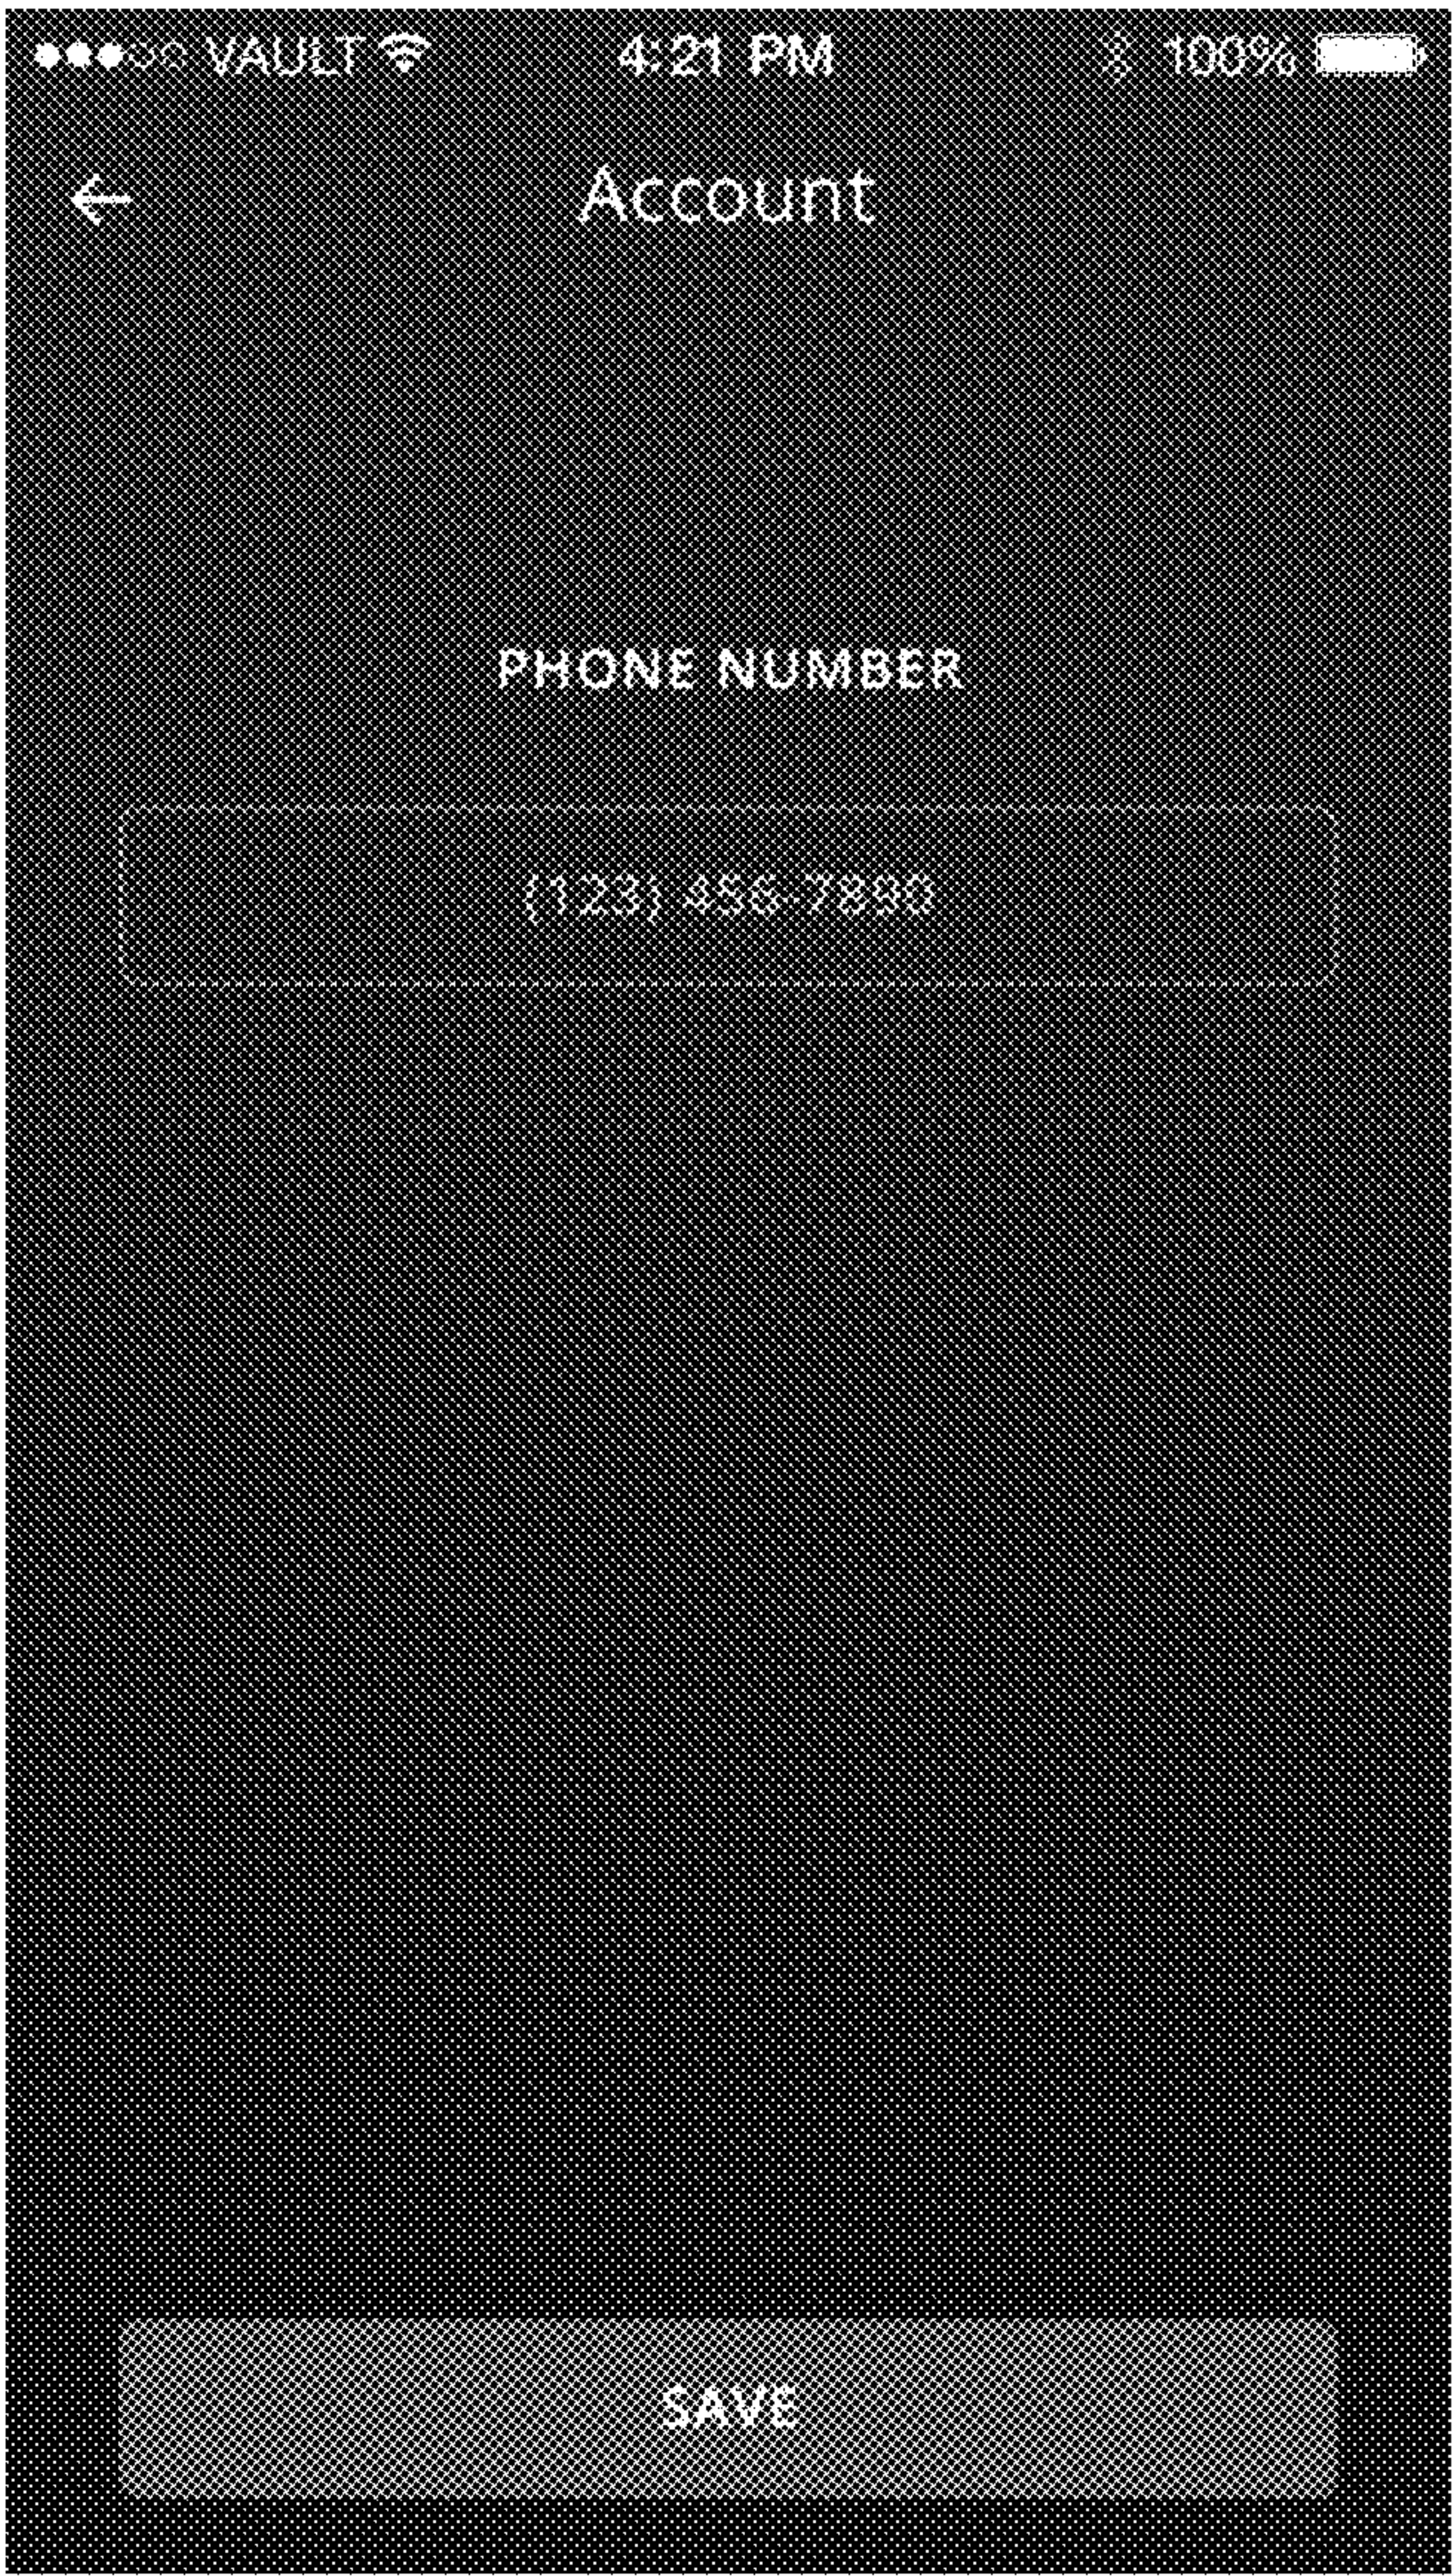 VAULT 4:21 PM 100%
Account
PHONE NUMBER
(123) 456-7890
SAVE